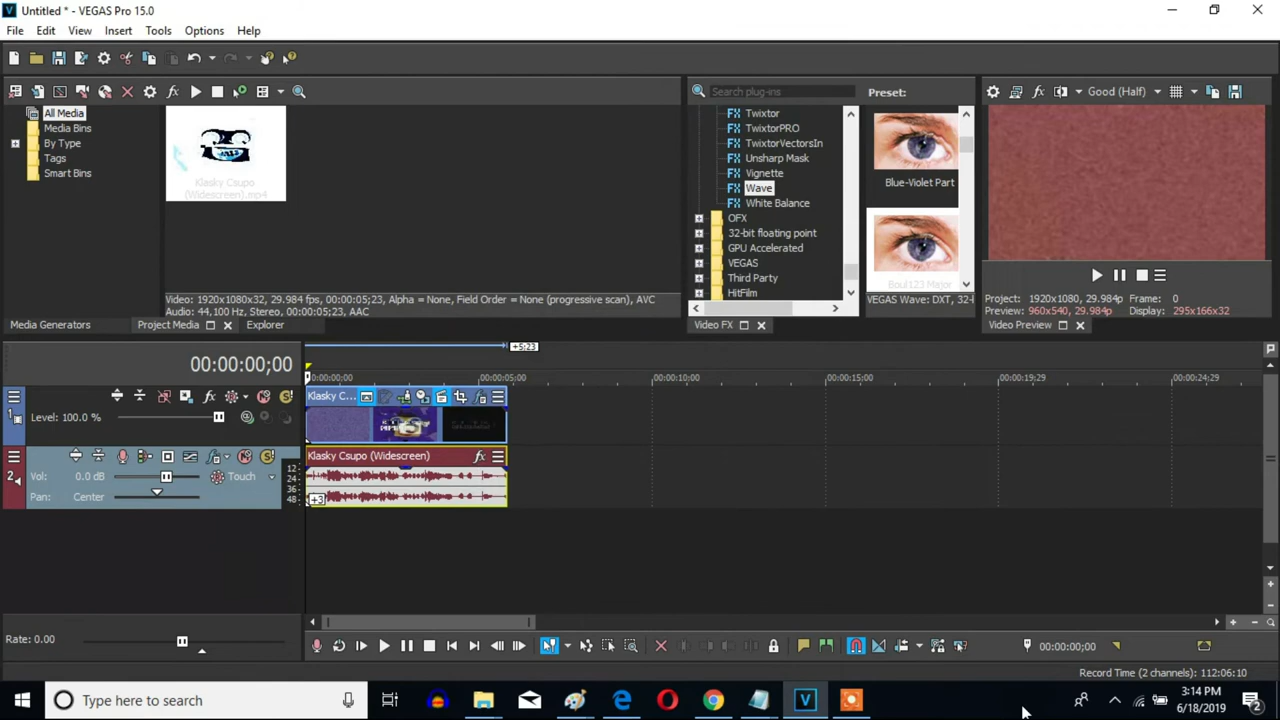 Untitled * - VEGAS Pro 15.0
File Edit View Insert Tools Options Help
All Media
Media Bins
By Type
Tags
Smart Bins
Klasky Csupo
(Widescreen).mp4
Video: 1920x1080x32, 29.984 fps, 00:00:05;23, Alpha = None, Field Order = None (progressive scan), AVC
Audio: 44,100 Hz, Stereo, 00:00:05;23, AAC
Media Generators
Project Media
Explorer
Search plug-ins
Twixtor
TwixtorPRO
TwixtorVectorsIn
Unsharp Mask
Vignette
Wave
White Balance
OFX
32-bit floating point
GPU Accelerated
VEGAS
Third Party
HitFilm
Preset:
Blue-Violet Part
Boul123 Major
VEGAS Wave: DXT, 32-
Video FX
Good (Half)
Project: 1920x1080, 29.984p Frame: 0
Preview: 960x540, 29.984p Display: 295x166x32
Video Preview
+5:23
00:00:00;00
00:00:00;00 00:00:05;00 00:00:10;00 00:00:15;00 00:00:19;29 00:00:24;29
1
Level: 100.0 %
Klasky C...
2
Vol: 0.0 dB Touch
Pan: Center
12
24
36
48
Klasky Csupo (Widescreen)
+3
Rate: 0.00
00:00:00;00
Record Time (2 channels): 112:06:10
Type here to search
3:14 PM
6/18/2019
2